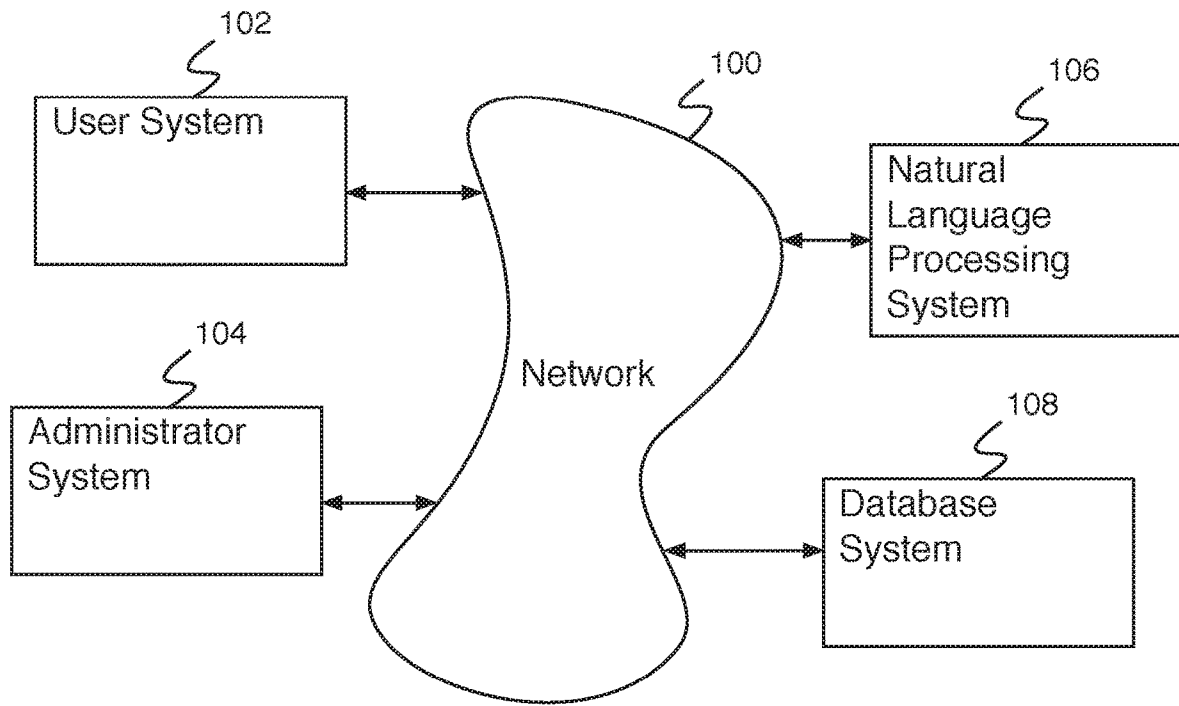 102
User System
100
106
Natural
Language
Processing
System
104
Administrator
System
Network
108
Database
System